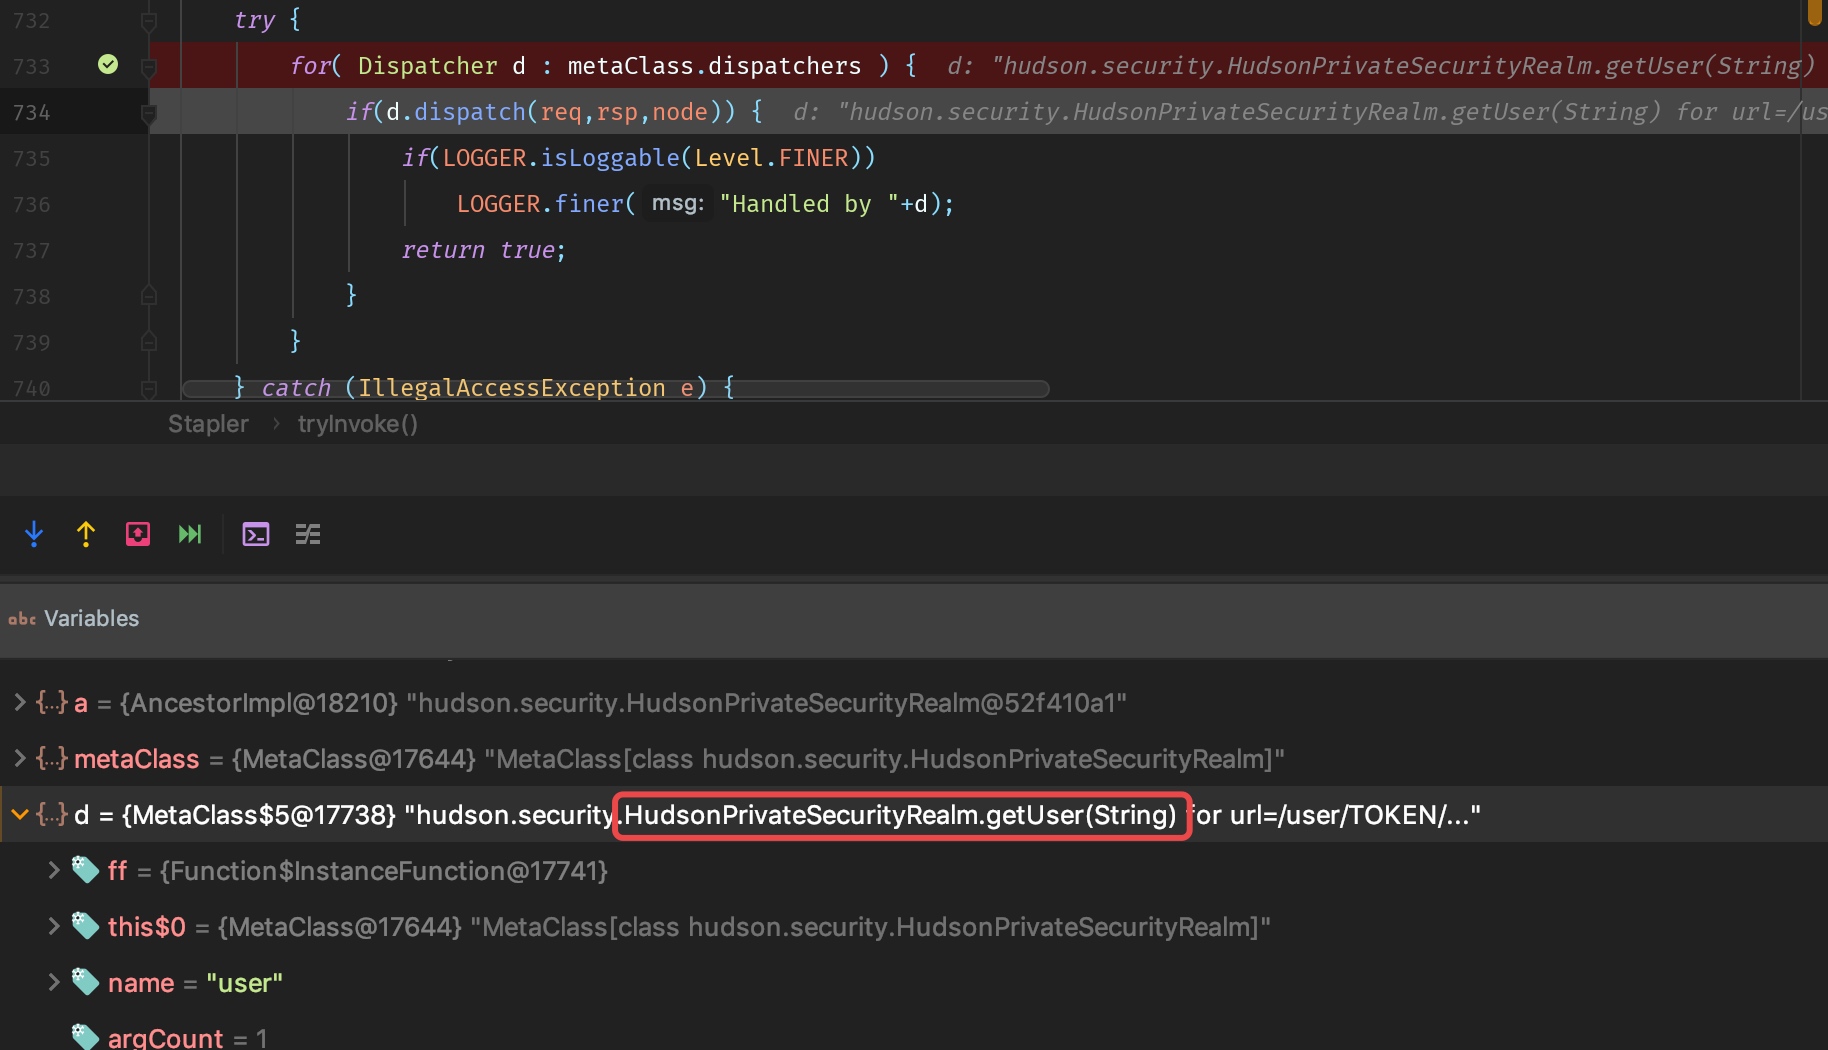 732 try {
733 for( Dispatcher d : metaClass.dispatchers ) { d: "hudson.security.HudsonPrivateSecurityRealm.getUser(String)
734 if(d.dispatch(req,rsp,node)) { d: "hudson.security.HudsonPrivateSecurityRealm.getUser(String) for url=/us
735 if(LOGGER.isLoggable(Level.FINER))
736 LOGGER.finer( msg: "Handled by "+d);
737 return true;
738 }
739 }
740 } catch (IllegalAccessException e) {
Stapler › tryInvoke()
abc Variables
{...} a = {AncestorImpl@18210} "hudson.security.HudsonPrivateSecurityRealm@52f410a1"
{...} metaClass = {MetaClass@17644} "MetaClass[class hudson.security.HudsonPrivateSecurityRealm]"
{...} d = {MetaClass$5@17738} "hudson.security.HudsonPrivateSecurityRealm.getUser(String) for url=/user/TOKEN/..."
ff = {Function$InstanceFunction@17741}
this$0 = {MetaClass@17644} "MetaClass[class hudson.security.HudsonPrivateSecurityRealm]"
name = "user"
argCount = 1